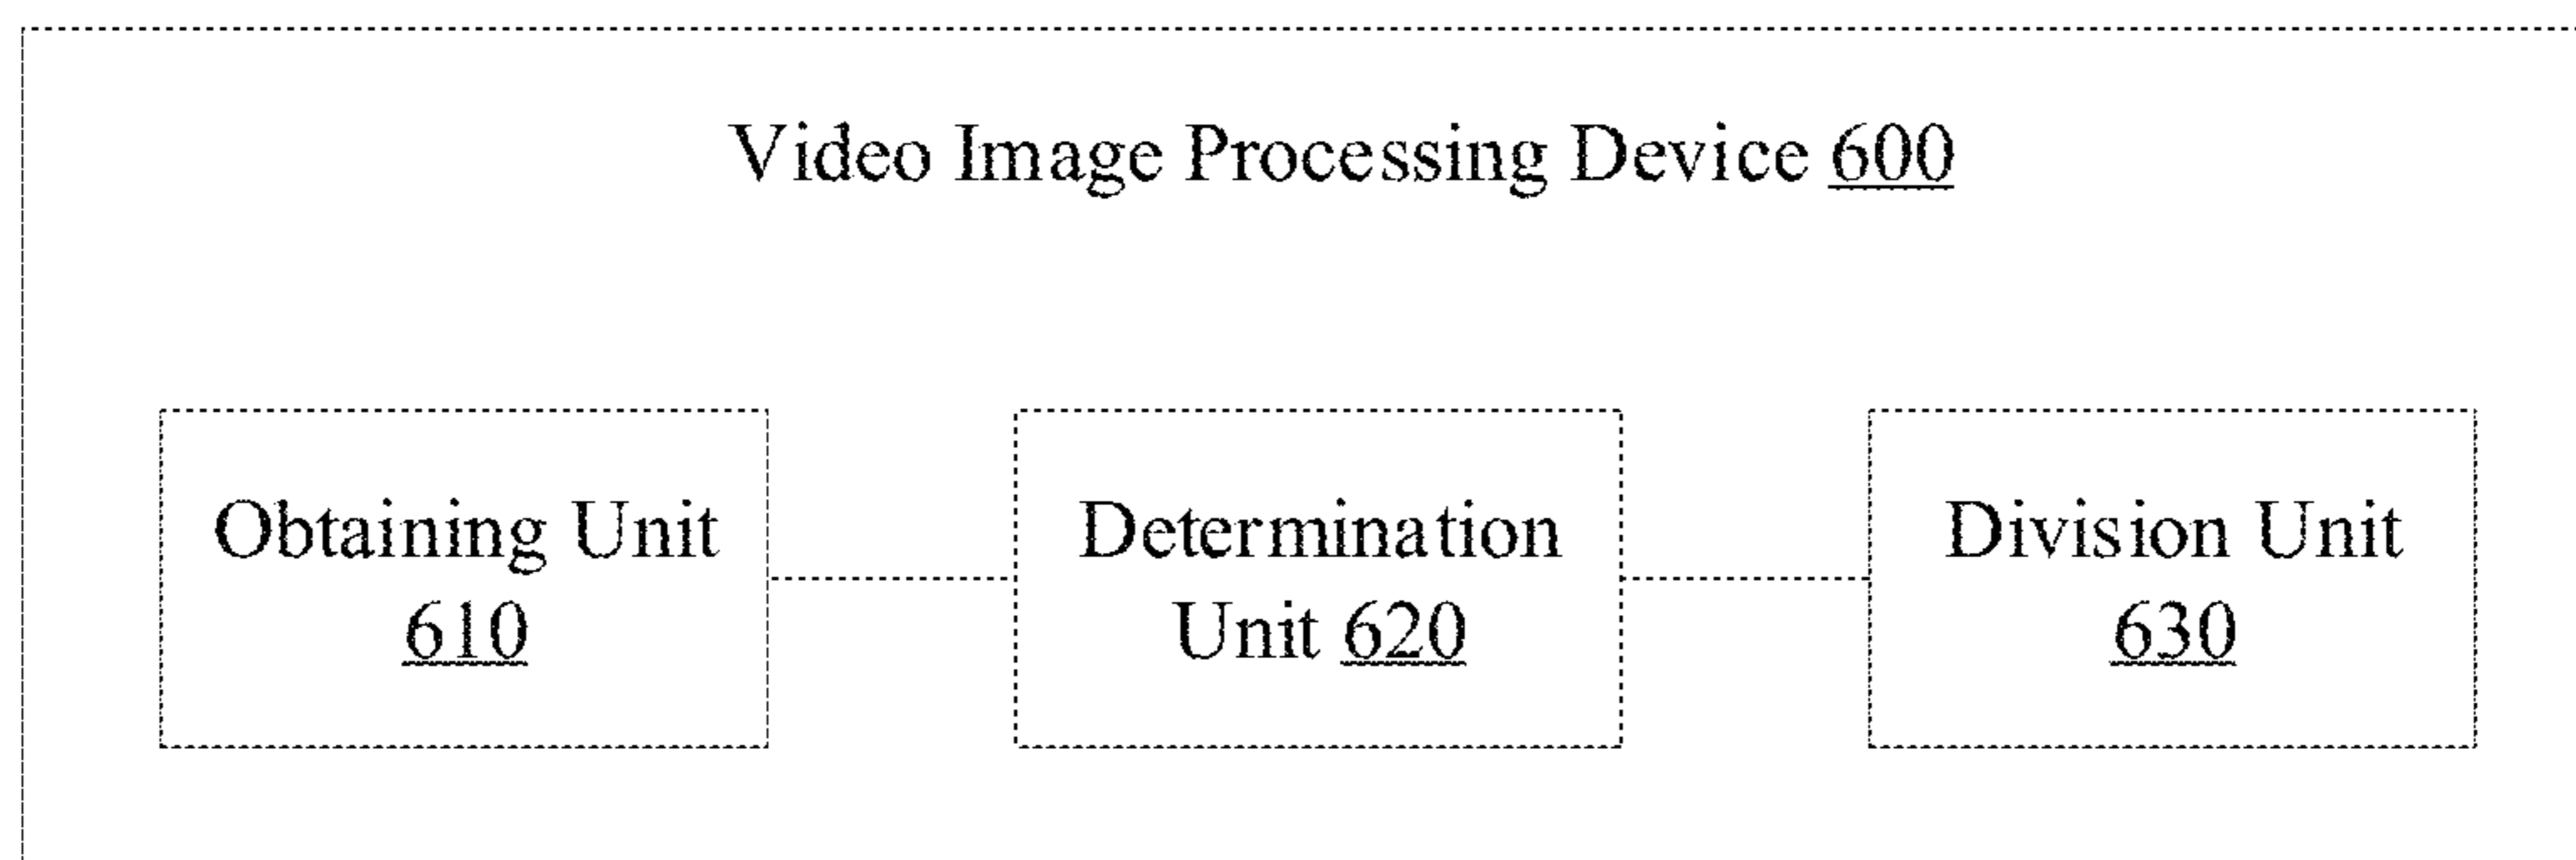 Video Image Processing Device 600
Obtaining Unit
610
Determination
Unit 620
Division Unit
630